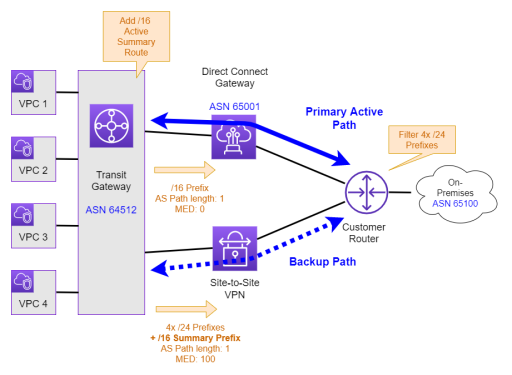 Add /16
Active
Summary
Route
Direct Connect
Gateway
ASN 65001
Primary Active
Path
Filter 4x /24
Prefixes
VPC 1
VPC 2
VPC 3
VPC 4
Transit
Gateway
ASN 64512
/16 Prefix
AS Path length: 1
MED: 0
Customer
Router
On-
Premises
ASN 65100
Backup Path
Site-to-Site
VPN
4x /24 Prefixes
+ /16 Summary Prefix
AS Path length: 1
MED: 100